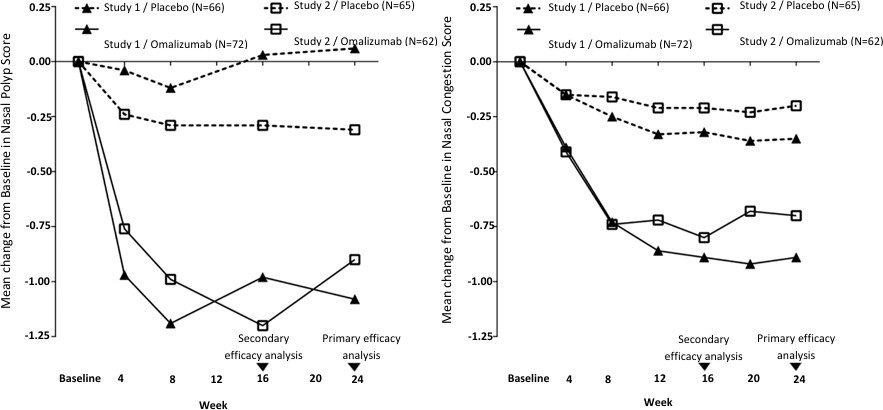 Mean change from Baseline in Nasal Polyp Score
0.25
0.00
-0.25
-0.50
-0.75
-1.00
-1.25
Study 1 / Placebo (N=66)
Study 2 / Placebo (N=65)
Study 1 / Omalizumab (N=72)
Study 2 / Omalizumab (N=62)
Secondary
efficacy analysis
Primary efficacy
analysis
Baseline 4 8 12 16 20 24
Week
Mean change from Baseline in Nasal Congestion Score
0.25
0.00
-0.25
-0.50
-0.75
-1.00
-1.25
Study 1 / Placebo (N=66)
Study 2 / Placebo (N=65)
Study 1 / Omalizumab (N=72)
Study 2 / Omalizumab (N=62)
Secondary
efficacy analysis
Primary efficacy
analysis
Baseline 4 8 12 16 20 24
Week